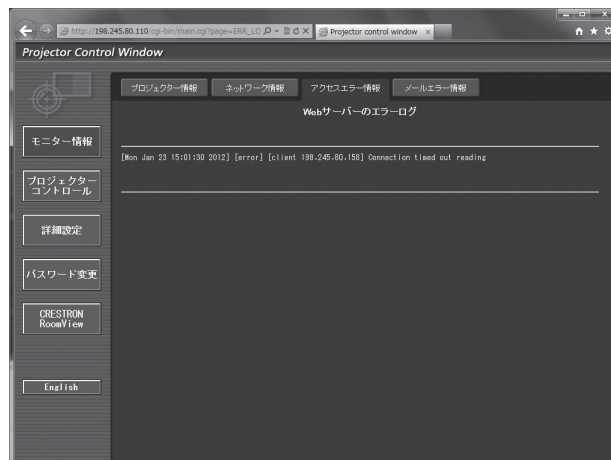 http://198.245.80.110/cgi-bin/main.cgi?page=ERR_LO
Projector control window
Projector Control Window
プロジェクター情報 ネットワーク情報 アクセスエラー情報 メールエラー情報
Webサーバーのエラーログ
モニター情報
[Mon Jan 23 15:01:30 2012] [error] [client 198.245.80.158] Connection timed out reading
プロジェクター
コントロール
詳細設定
パスワード変更
CRESTRON
RoomView
English